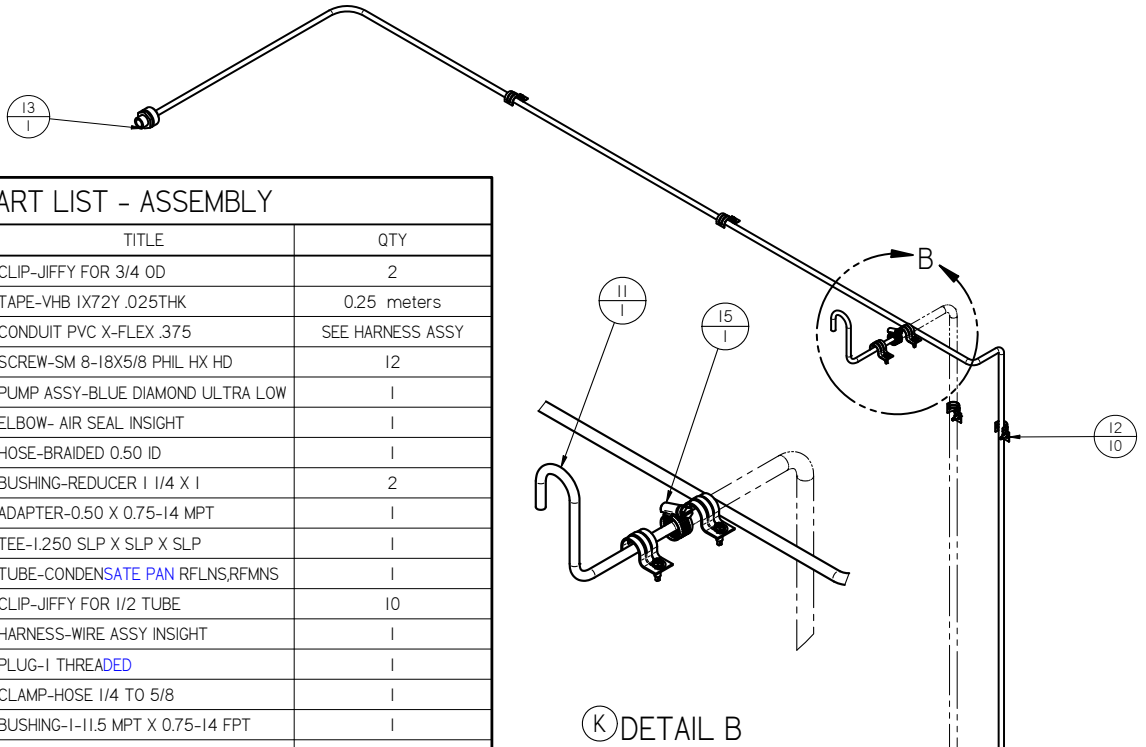 13
1
ART LIST - ASSEMBLY
TITLE QTY
CLIP-JIFFY FOR 3/4 OD 2
TAPE-VHB 1X72Y .025THK 0.25 meters
CONDUIT PVC X-FLEX .375 SEE HARNESS ASSY
SCREW-SM 8-18X5/8 PHIL HX HD 12
PUMP ASSY-BLUE DIAMOND ULTRA LOW 1
ELBOW- AIR SEAL INSIGHT 1
HOSE-BRAIDED 0.50 ID 1
BUSHING-REDUCER 1 1/4 X 1 2
ADAPTER-0.50 X 0.75-14 MPT 1
TEE-1.250 SLP X SLP X SLP 1
TUBE-CONDENSATE PAN RFLNS,RFMNS 1
CLIP-JIFFY FOR 1/2 TUBE 10
HARNESS-WIRE ASSY INSIGHT 1
PLUG-1 THREADED 1
CLAMP-HOSE 1/4 TO 5/8 1
BUSHING-1-11.5 MPT X 0.75-14 FPT 1
B
11
1
15
1
12
10
K DETAIL B